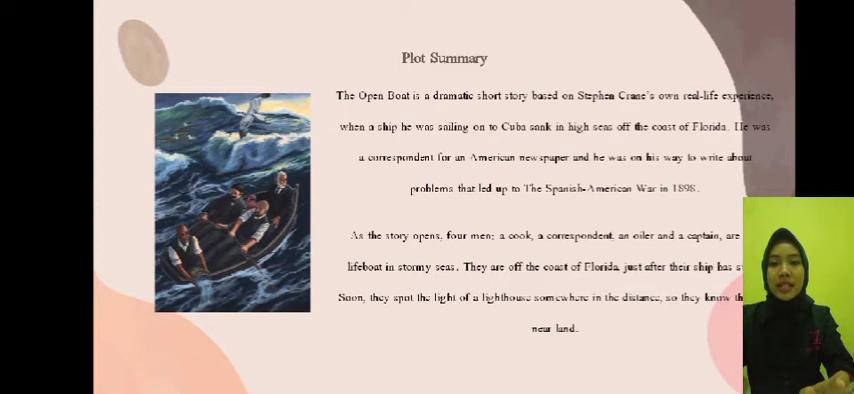 Plot Summary
The Open Boat is a dramatic short story based on Stephen Crane's own real-life experience,
when a ship he was sailing on to Cuba sank in high seas off the coast of Florida. He was
a correspondent for an American newspaper and he was on his way to write about
problems that led up to The Spanish-American War in 1898.
As the story opens, four men; a cook, a correspondent, an oiler and a captain, are
lifeboat in stormy seas. They are off the coast of Florida just after their ship has
Soon, they spot the light of a lighthouse somewhere in the distance, so they know
near land.